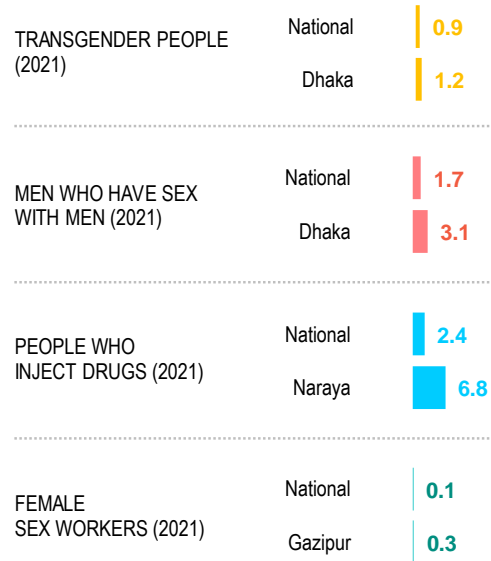 TRANSGENDER PEOPLE
(2021)
National 0.9
Dhaka 1.2
MEN WHO HAVE SEX
WITH MEN (2021)
National 1.7
Dhaka 3.1
PEOPLE WHO
INJECT DRUGS (2021)
National 2.4
Naraya 6.8
FEMALE
SEX WORKERS (2021)
National 0.1
Gazipur 0.3